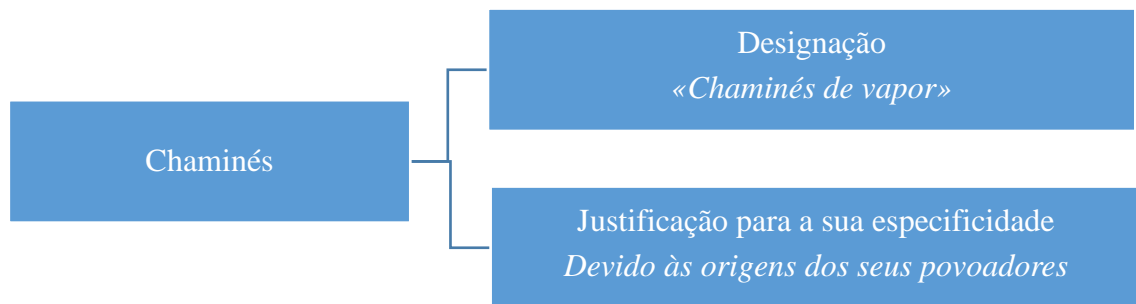 Designação
«Chaminés de vapor»
Chaminés
Justificação para a sua especificidade
Devido às origens dos seus povoadores